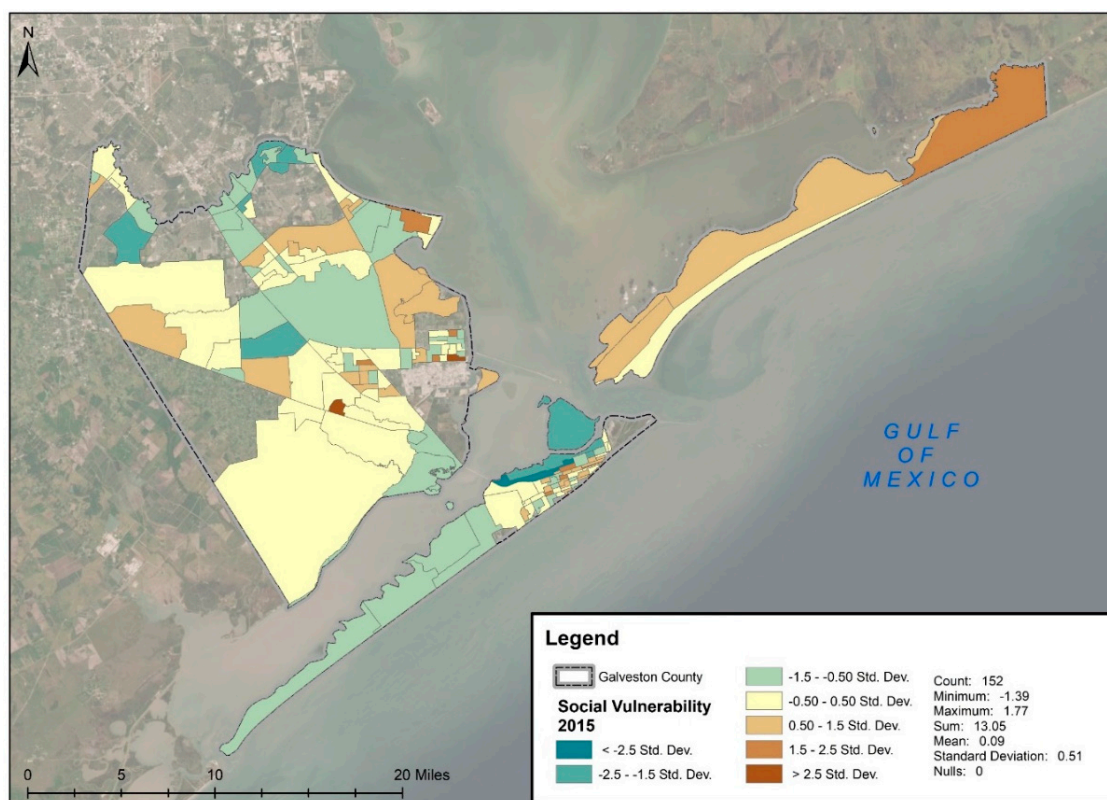 N
GULF
OF
MEXICO
Legend
Galveston County
Social Vulnerability
2015
< -2.5 Std. Dev.
-2.5 - -1.5 Std. Dev.
-1.5 - -0.50 Std. Dev.
-0.50 - 0.50 Std. Dev.
0.50 - 1.5 Std. Dev.
1.5 - 2.5 Std. Dev.
> 2.5 Std. Dev.
Count: 152
Minimum: -1.39
Maximum: 1.77
Sum: 13.05
Mean: 0.09
Standard Deviation: 0.51
Nulls: 0
0 5 10 20 Miles